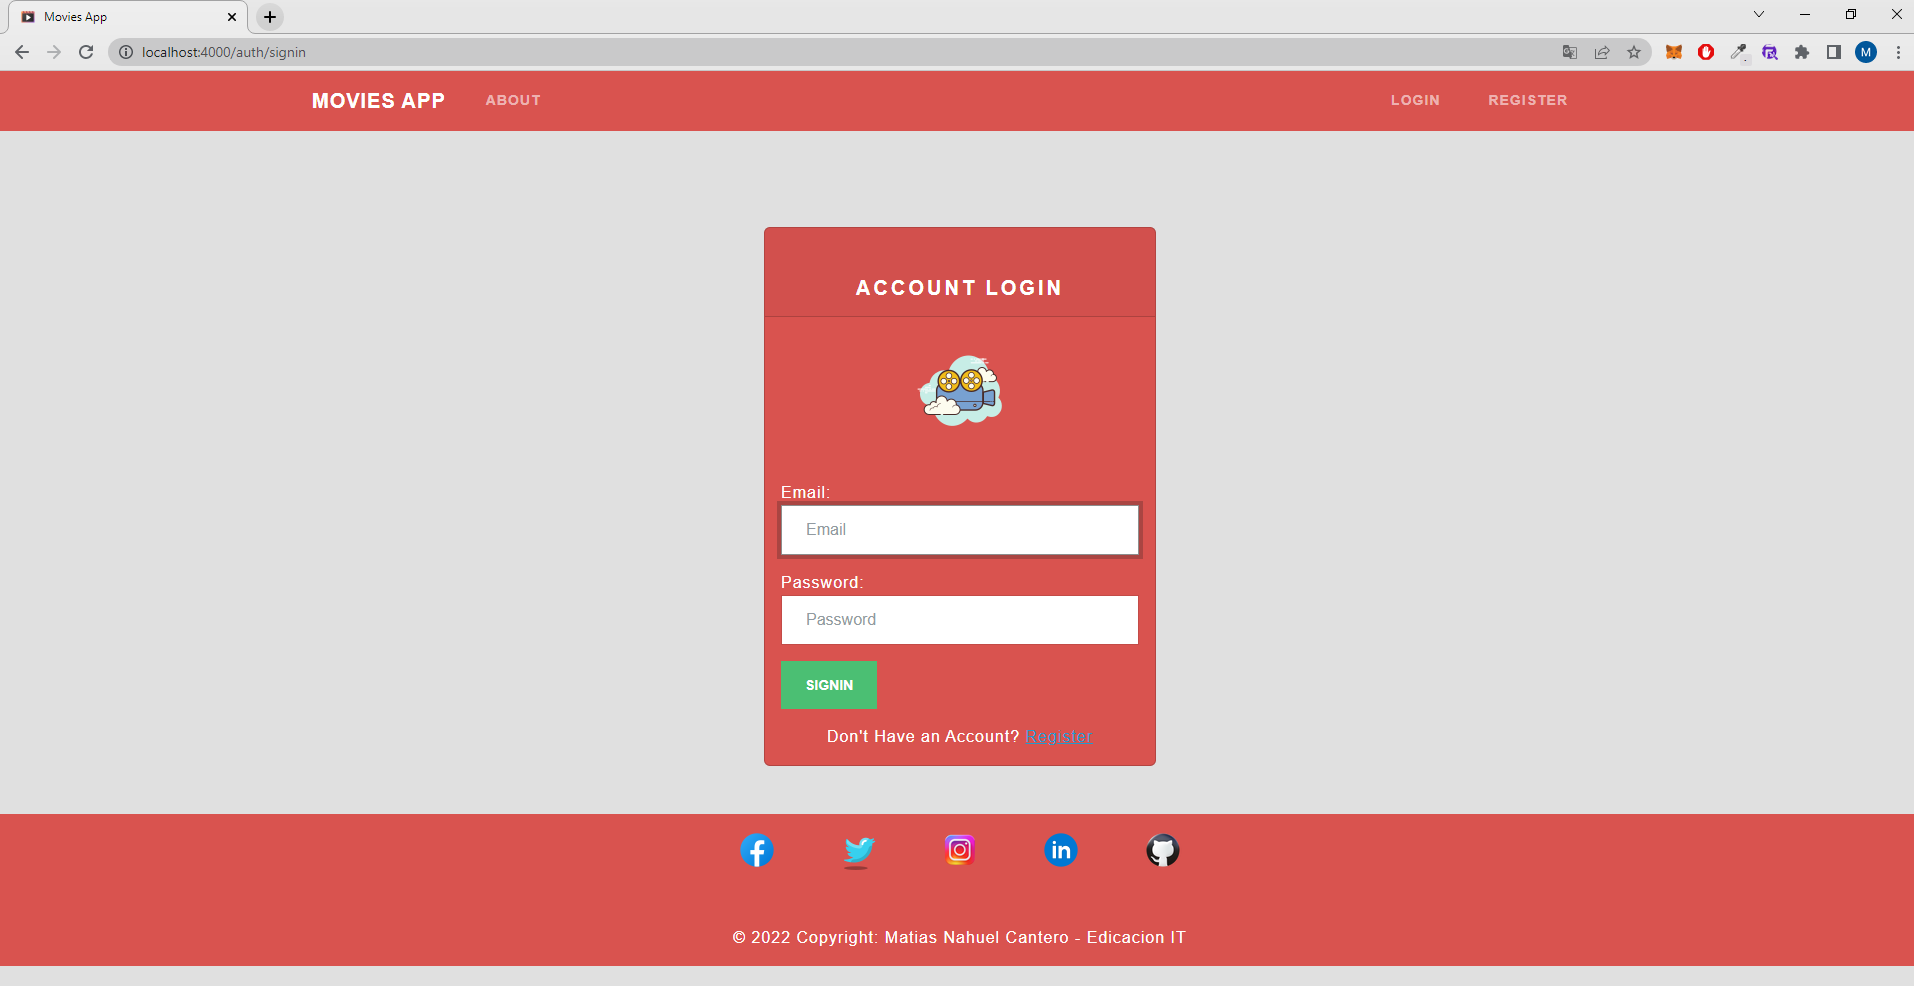 Movies App
localhost:4000/auth/signin
M
MOVIES APP ABOUT LOGIN REGISTER
ACCOUNT LOGIN
Email:
Email
Password:
Password
SIGNIN
Don't Have an Account? Register
© 2022 Copyright: Matias Nahuel Cantero - Edicacion IT